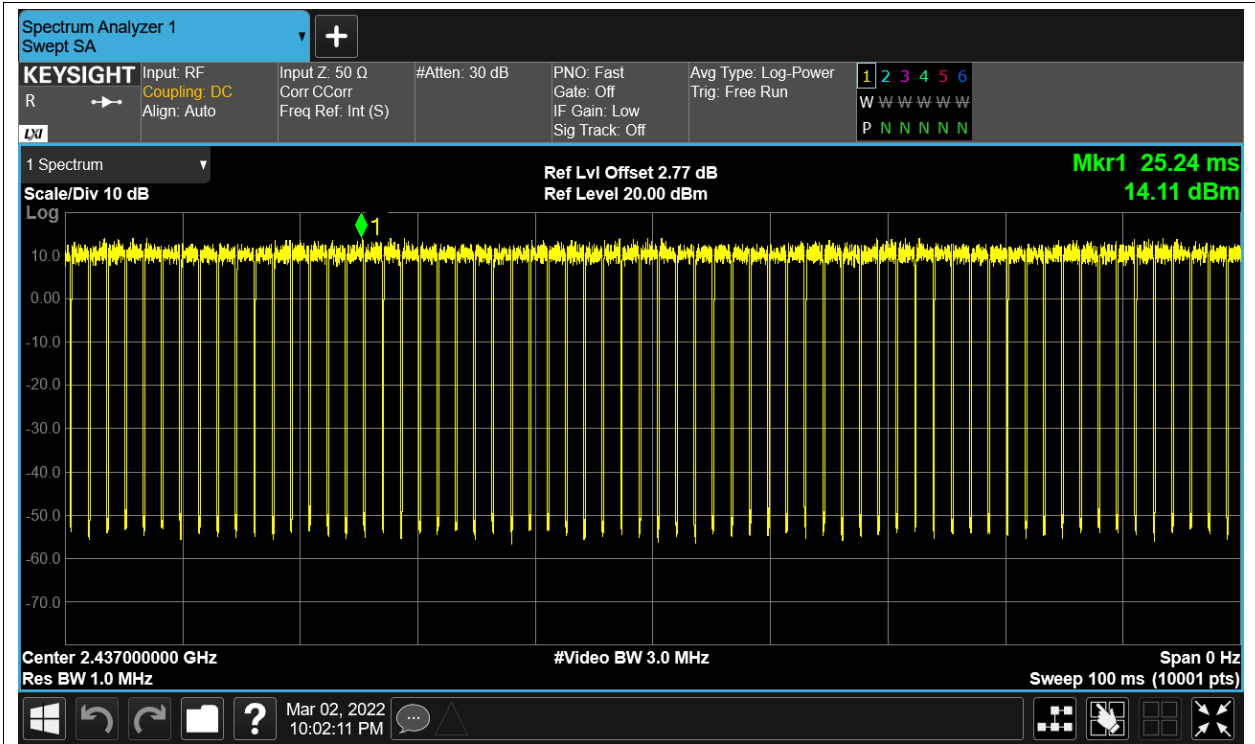 Spectrum Analyzer 1
Swept SA
KEYSIGHT
R
LXI
Input: RF
Coupling: DC
Align: Auto
Input Z: 50 Ω
Corr CCorr
Freq Ref: Int (S)
#Atten: 30 dB
PNO: Fast
Gate: Off
IF Gain: Low
Sig Track: Off
Avg Type: Log-Power
Trig: Free Run
1 2 3 4 5 6
W W W W W W
P N N N N N
1 Spectrum
Scale/Div 10 dB
Ref Lvl Offset 2.77 dB
Ref Level 20.00 dBm
Mkr1 25.24 ms
14.11 dBm
Log
1
10.0
0.00
-10.0
-20.0
-30.0
-40.0
-50.0
-60.0
-70.0
Center 2.437000000 GHz
Res BW 1.0 MHz
#Video BW 3.0 MHz
Span 0 Hz
Sweep 100 ms (10001 pts)
?
Mar 02, 2022
10:02:11 PM